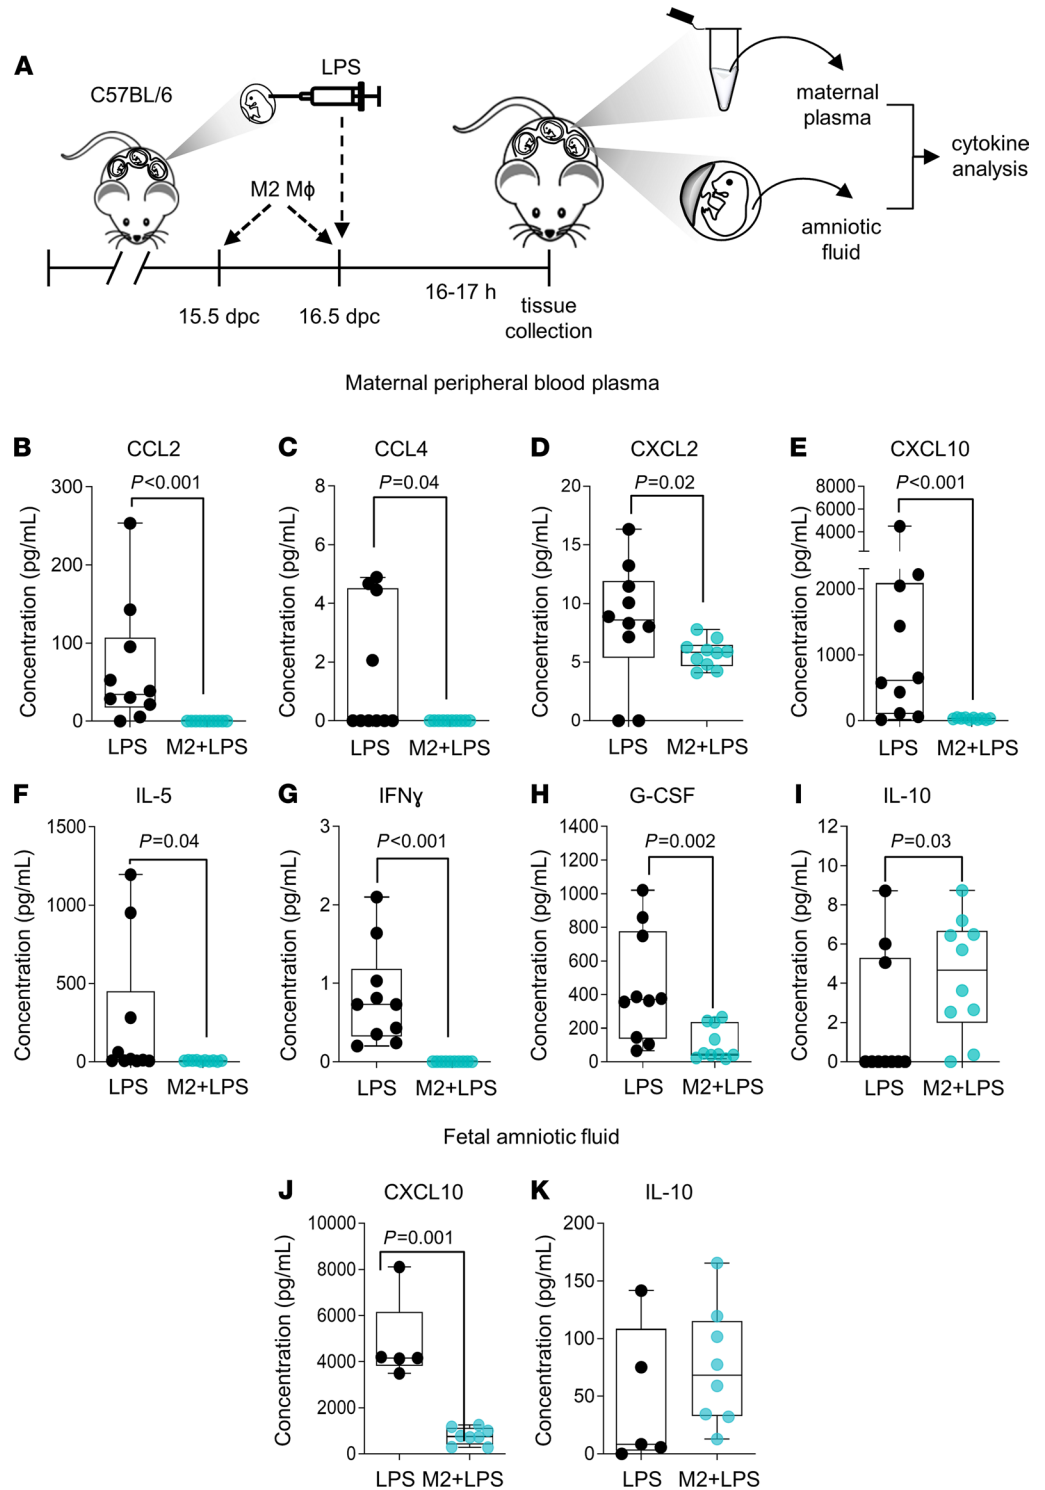 A
C57BL/6
LPS
M2 Mϕ
15.5 dpc
16.5 dpc
16-17 h
tissue
collection
maternal
plasma
amniotic
fluid
cytokine
analysis
Maternal peripheral blood plasma
B
CCL2
P<0.001
Concentration (pg/mL)
300
200
100
0
LPS
M2+LPS
C
CCL4
P=0.04
Concentration (pg/mL)
8
6
4
2
0
LPS
M2+LPS
D
CXCL2
P=0.02
Concentration (pg/mL)
20
15
10
5
0
LPS
M2+LPS
E
CXCL10
P<0.001
Concentration (pg/mL)
8000
6000
4000
2000
1000
0
LPS
M2+LPS
F
IL-5
P=0.04
Concentration (pg/mL)
1500
1000
500
0
LPS
M2+LPS
G
IFNɣ
P<0.001
Concentration (pg/mL)
3
2
1
0
LPS
M2+LPS
H
G-CSF
P=0.002
Concentration (pg/mL)
1400
1200
1000
800
600
400
200
0
LPS
M2+LPS
I
IL-10
P=0.03
Concentration (pg/mL)
12
10
8
6
4
2
0
LPS
M2+LPS
Fetal amniotic fluid
J
CXCL10
P=0.001
Concentration (pg/mL)
10000
8000
6000
4000
2000
0
LPS
M2+LPS
K
IL-10
Concentration (pg/mL)
200
150
100
50
0
LPS
M2+LPS